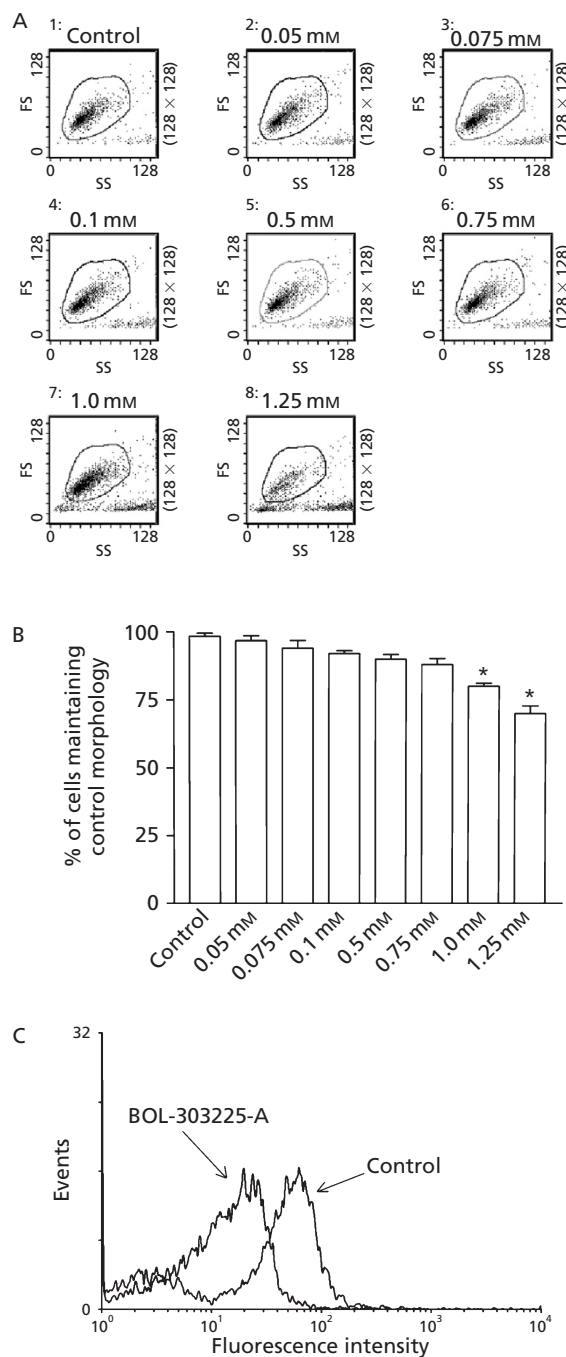 A
1: Control
2: 0.05 mM
3: 0.075 mM
128
FS
0
0
SS
128
(128 × 128)
128
FS
0
0
SS
128
(128 × 128)
128
FS
0
0
SS
128
(128 × 128)
4: 0.1 mM
5: 0.5 mM
6: 0.75 mM
128
FS
0
0
SS
128
(128 × 128)
128
FS
0
0
SS
128
(128 × 128)
128
FS
0
0
SS
128
(128 × 128)
7: 1.0 mM
8: 1.25 mM
128
FS
0
0
SS
128
(128 × 128)
128
FS
0
0
SS
128
(128 × 128)
B
% of cells maintaining
control morphology
100
75
50
25
0
*
*
Control
0.05 mM
0.075 mM
0.1 mM
0.5 mM
0.75 mM
1.0 mM
1.25 mM
C
32
Events
0
BOL-303225-A
Control
10⁰
10¹
10²
10³
10⁴
Fluorescence intensity